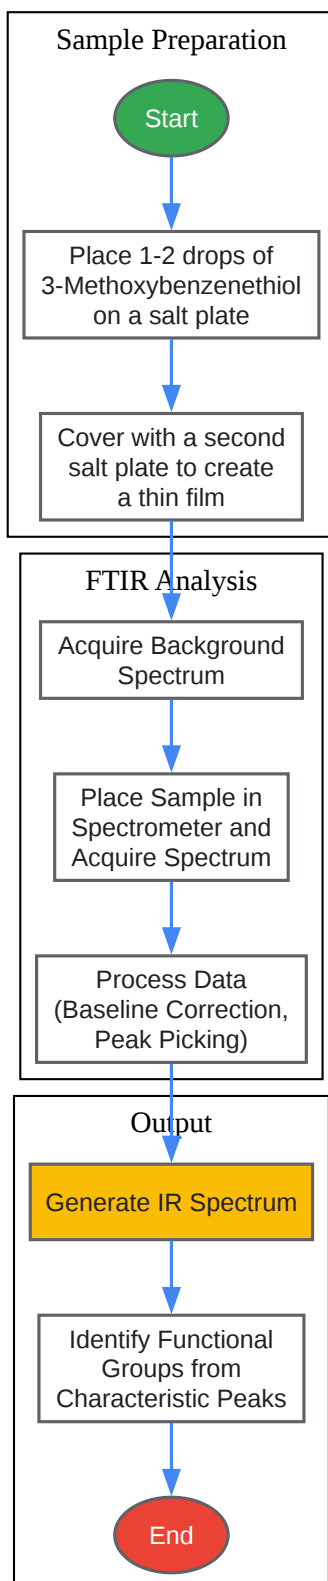 Sample Preparation
Start
Place 1-2 drops of
3-Methoxybenzenethiol
on a salt plate
Cover with a second
salt plate to create
a thin film
FTIR Analysis
Acquire Background
Spectrum
Place Sample in
Spectrometer and
Acquire Spectrum
Process Data
(Baseline Correction,
Peak Picking)
Output
Generate IR Spectrum
Identify Functional
Groups from
Characteristic Peaks
End